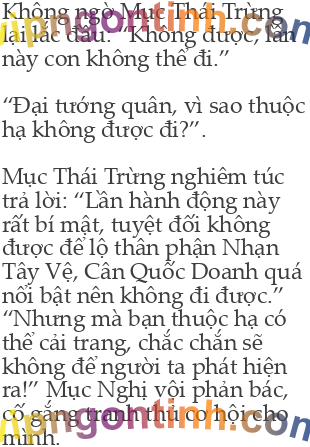 Không ngờ Mục Thái Trừng
lại lắc đầu: “Không được, lần
này con không thể đi.”
“Đại tướng quân, vì sao thuộc
hạ không được đi?”.
Mục Thái Trừng nghiêm túc
trả lời: “Lần hành động này
rất bí mật, tuyệt đối không
được để lộ thân phận Nhạn
Tây Vệ, Cân Quốc Doanh quá
nổi bật nên không đi được.”
“Nhưng mà bạn thuộc hạ có
thể cải trang, chắc chắn sẽ
không để người ta phát hiện
ra!” Mục Nghị vôi phản bác,
cố gắng tranh thủ cơ hội cho
mình.